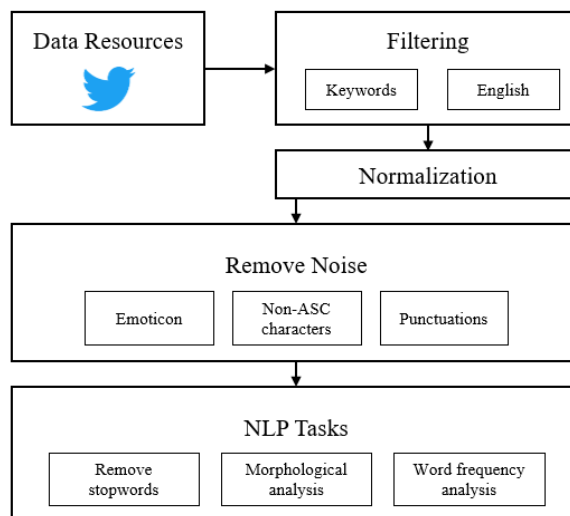 Data Resources
Filtering
Keywords
English
Normalization
Remove Noise
Emoticon
Non-ASC
characters
Punctuations
NLP Tasks
Remove
stopwords
Morphological
analysis
Word frequency
analysis